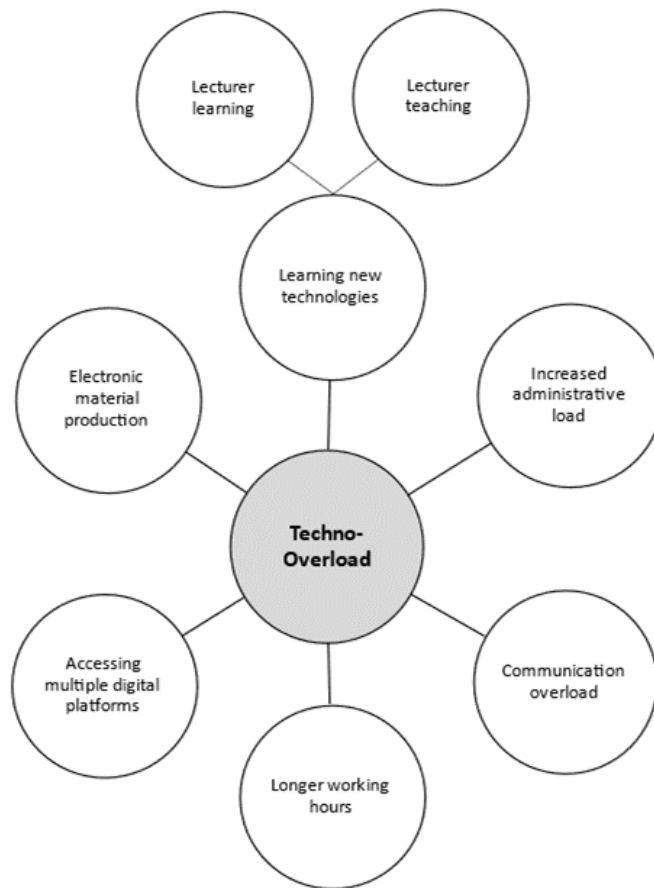 Lecturer
learning
Lecturer
teaching
Learning new
technologies
Electronic
material
production
Increased
administrative
load
Techno-
Overload
Accessing
multiple digital
platforms
Communication
overload
Longer working
hours